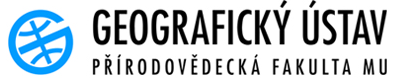 GEOGRAFICKÝ ÚSTAV
PŘÍRODOVĚDECKÁ FAKULTA MU